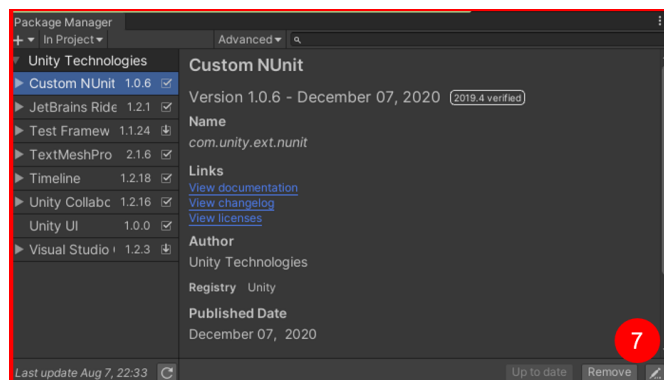 Package Manager
+ In Project Advanced
Unity Technologies
Custom NUnit 1.0.6
JetBrains Ride 1.2.1
Test Framew 1.1.24
TextMeshPro 2.1.6
Timeline 1.2.18
Unity Collabc 1.2.16
Unity UI 1.0.0
Visual Studio 1.2.3
Last update Aug 7, 22:33
Custom NUnit
Version 1.0.6 - December 07, 2020 2019.4 verified
Name
com.unity.ext.nunit
Links
View documentation
View changelog
View licenses
Author
Unity Technologies
Registry Unity
Published Date
December 07, 2020
7
Up to date Remove